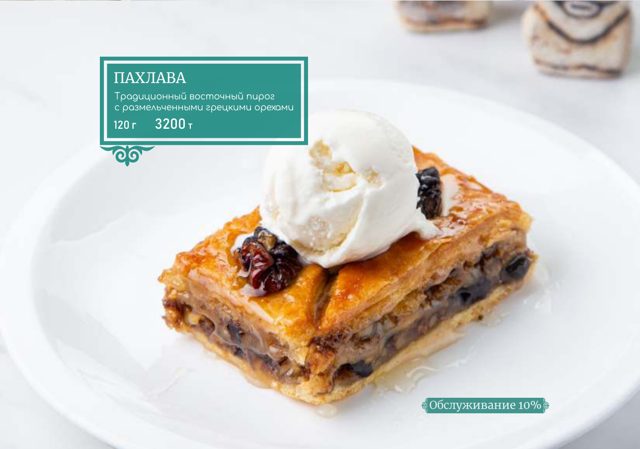 ПАХЛАВА
Традиционный восточный пирог
с размельченными грецкими орехами
120 г 3200 т
Обслуживание 10%